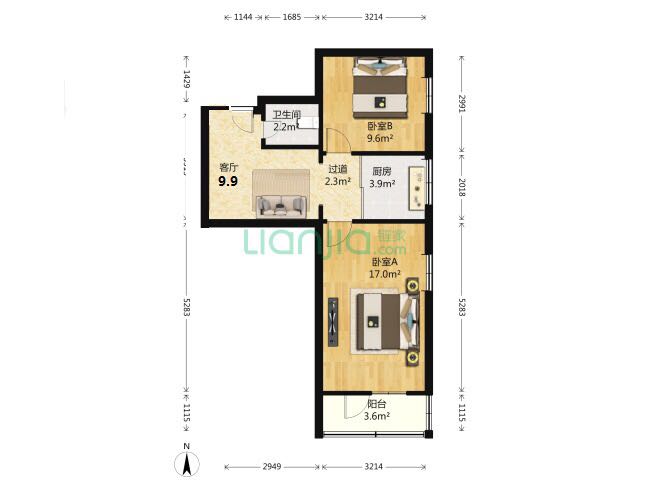 1144 1685 3214
1429
2991
卫生间
2.2m²
卧室B
9.6m²
客厅
9.9
过道
2.3m²
厨房
3.9m²
2018
Lianjia 链家
.com
卧室A
17.0m²
5283
5283
阳台
3.6m²
1115
1115
N
2949 3214